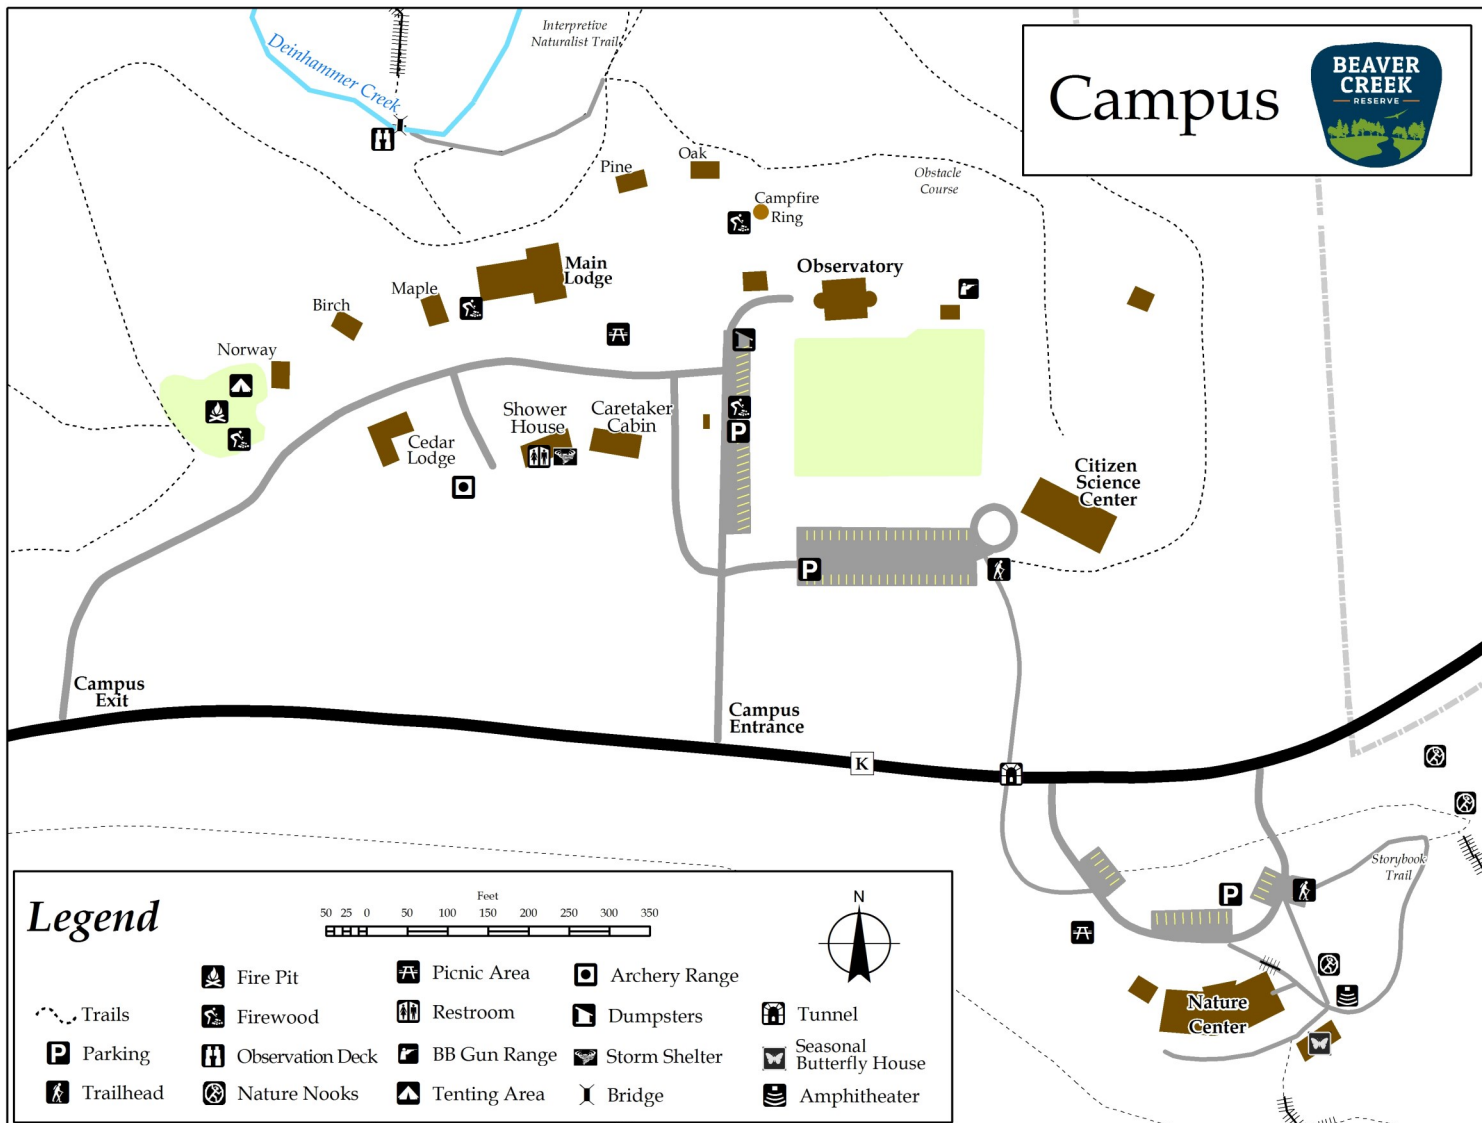 Interpretive
Naturalist Trail
Deinhammer Creek
Campus
BEAVER
CREEK
RESERVE
Oak
Pine
Obstacle
Course
Campfire
Ring
Main
Lodge
Observatory
Maple
Birch
Norway
Shower
House
Caretaker
Cabin
Cedar
Lodge
P
Citizen
Science
Center
P
Campus
Exit
Campus
Entrance
K
Storybook
Trail
P
Nature
Center
Legend
Feet
50 25 0 50 100 150 200 250 300 350
N
Trails
P Parking
Trailhead
Fire Pit
Firewood
Observation Deck
Nature Nooks
Picnic Area
Restroom
BB Gun Range
Tenting Area
Archery Range
Dumpsters
Storm Shelter
Bridge
Tunnel
Seasonal
Butterfly House
Amphitheater